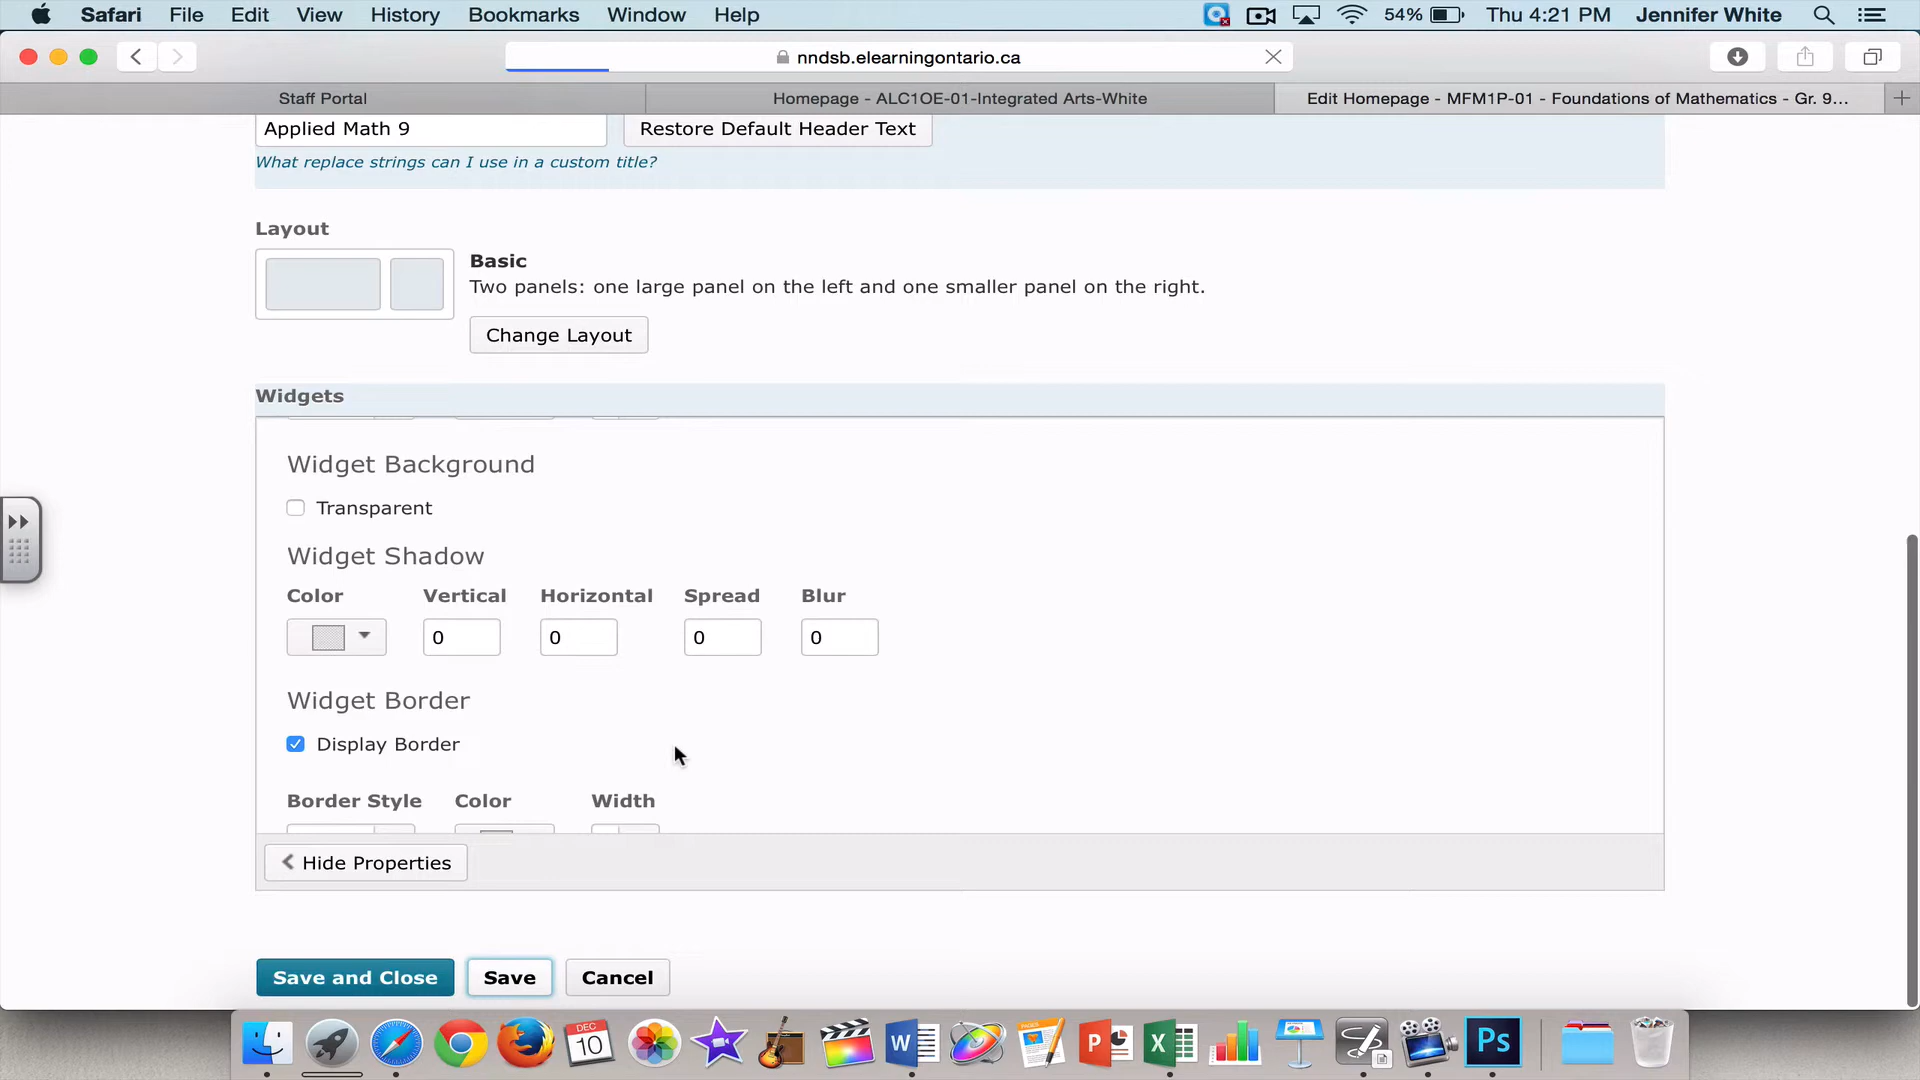 Safari File Edit View History Bookmarks Window Help 54% Thu 4:21 PM Jennifer White
nndsb.elearningontario.ca
Staff Portal Homepage - ALC1OE-01-Integrated Arts-White Edit Homepage - MFM1P-01 - Foundations of Mathematics - Gr. 9...
Applied Math 9 Restore Default Header Text
What replace strings can I use in a custom title?
Layout
Basic
Two panels: one large panel on the left and one smaller panel on the right.
Change Layout
Widgets
Widget Background
Transparent
Widget Shadow
Color Vertical Horizontal Spread Blur
0 0 0 0
Widget Border
Display Border
Border Style Color Width
Hide Properties
Save and Close Save Cancel
DEC
10
W
P
X
Ps